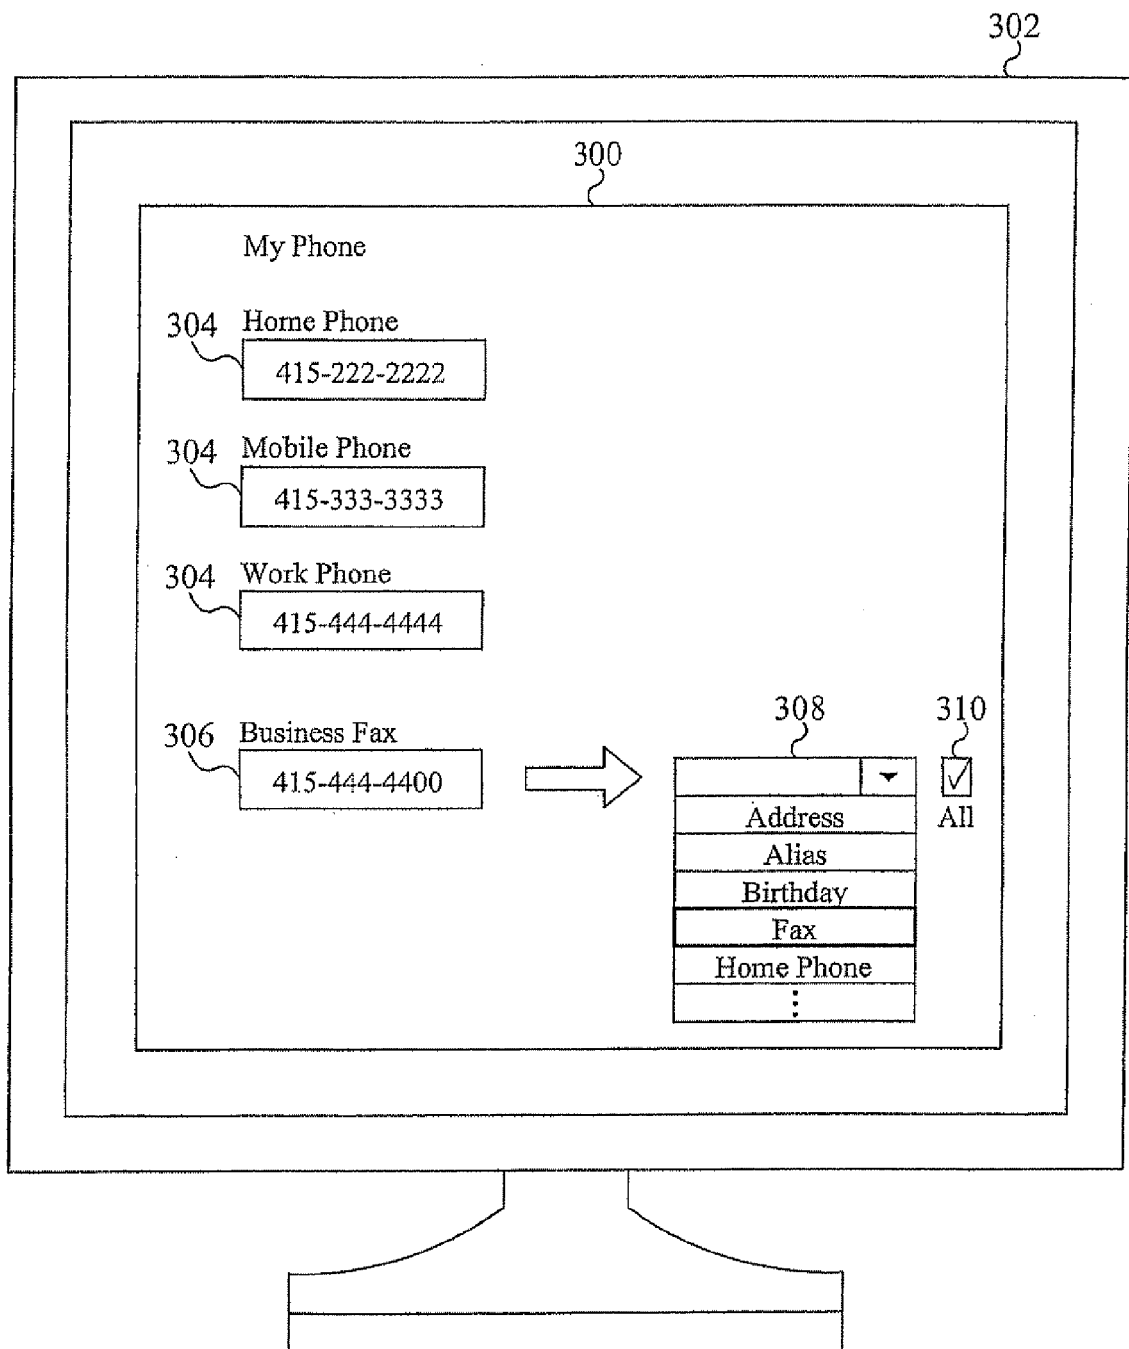 302
300
My Phone
304 Home Phone
415-222-2222
304 Mobile Phone
415-333-3333
304 Work Phone
415-444-4444
308 310
306 Business Fax
415-444-4400
Address All
Alias
Birthday
Fax
Home Phone